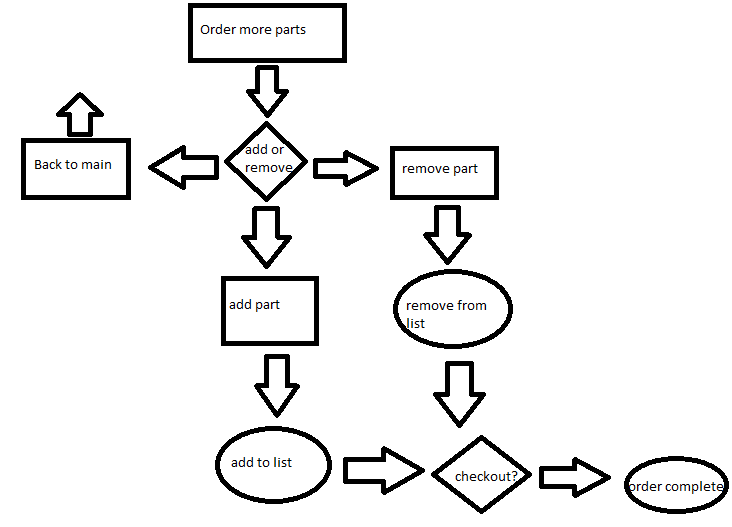 Order more parts
add or
remove
Back to main
remove part
add part
remove from
list
add to list
checkout?
order complete